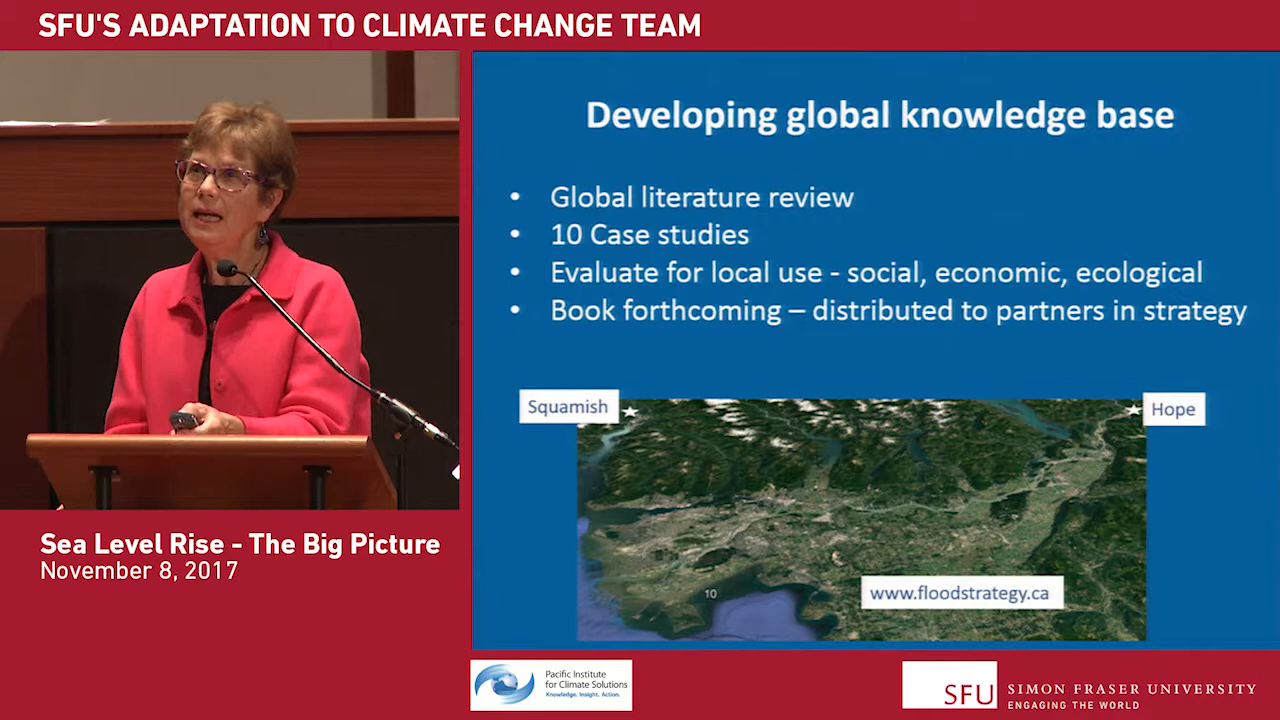 SFU'S ADAPTATION TO CLIMATE CHANGE TEAM
Developing global knowledge base
• Global literature review
• 10 Case studies
• Evaluate for local use - social, economic, ecological
• Book forthcoming – distributed to partners in strategy
Squamish
Hope
10
www.floodstrategy.ca
Sea Level Rise - The Big Picture
November 8, 2017
Pacific Institute
for Climate Solutions
Knowledge. Insight. Action.
SFU
SIMON FRASER UNIVERSITY
ENGAGING THE WORLD